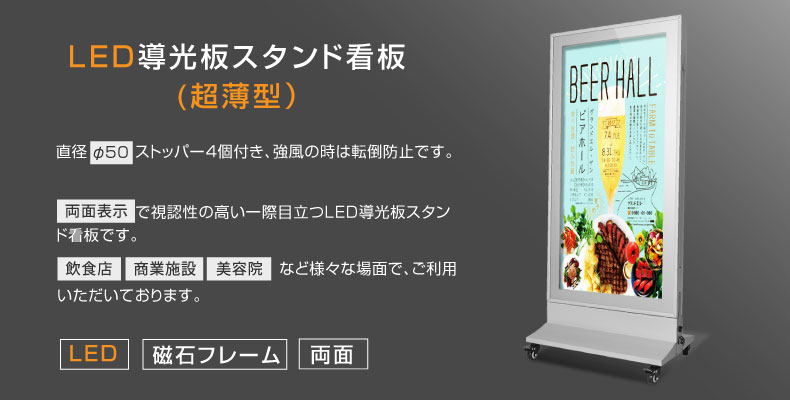 LED導光板スタンド看板
(超薄型)
直径 φ50 ストッパー4個付き、強風の時は転倒防止です。
両面表示 で視認性の高い一際目立つLED導光板スタン
ド看板です。
飲食店 商業施設 美容院 など様々な場面で、ご利用
いただいております。
LED 磁石フレーム 両面
BEER HALL
FARM to TABLE
ビアホール